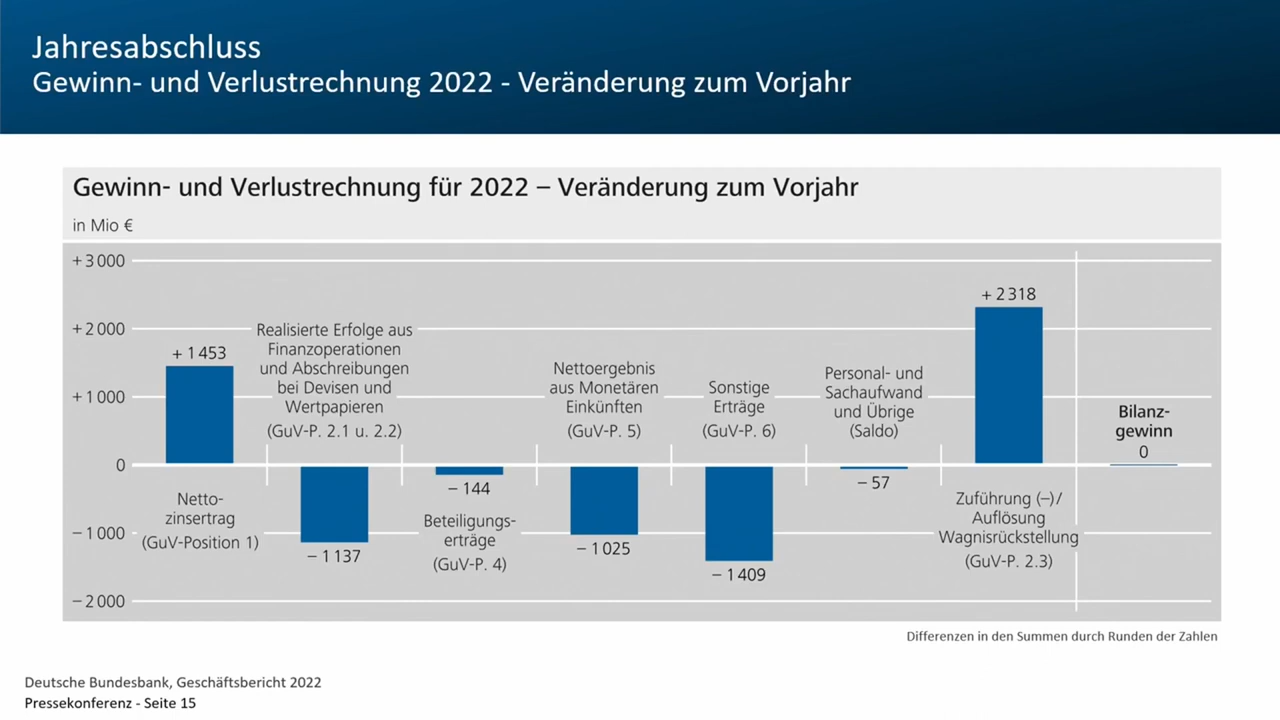 Jahresabschluss
Gewinn- und Verlustrechnung 2022 - Veränderung zum Vorjahr
Gewinn- und Verlustrechnung für 2022 – Veränderung zum Vorjahr
in Mio €
+ 3 000
+ 2 000
+ 1 000
0
– 1 000
– 2 000
+ 1 453
Netto-
zinsertrag
(GuV-Position 1)
Realisierte Erfolge aus
Finanzoperationen
und Abschreibungen
bei Devisen und
Wertpapieren
(GuV-P. 2.1 u. 2.2)
– 1 137
– 144
Beteiligungs-
erträge
(GuV-P. 4)
Nettoergebnis
aus Monetären
Einkünften
(GuV-P. 5)
– 1 025
Sonstige
Erträge
(GuV-P. 6)
– 1 409
Personal- und
Sachaufwand
und Übrige
(Saldo)
– 57
+ 2 318
Zuführung (–) /
Auflösung
Wagnisrückstellung
(GuV-P. 2.3)
Bilanz-
gewinn
0
Differenzen in den Summen durch Runden der Zahlen
Deutsche Bundesbank, Geschäftsbericht 2022
Pressekonferenz - Seite 15